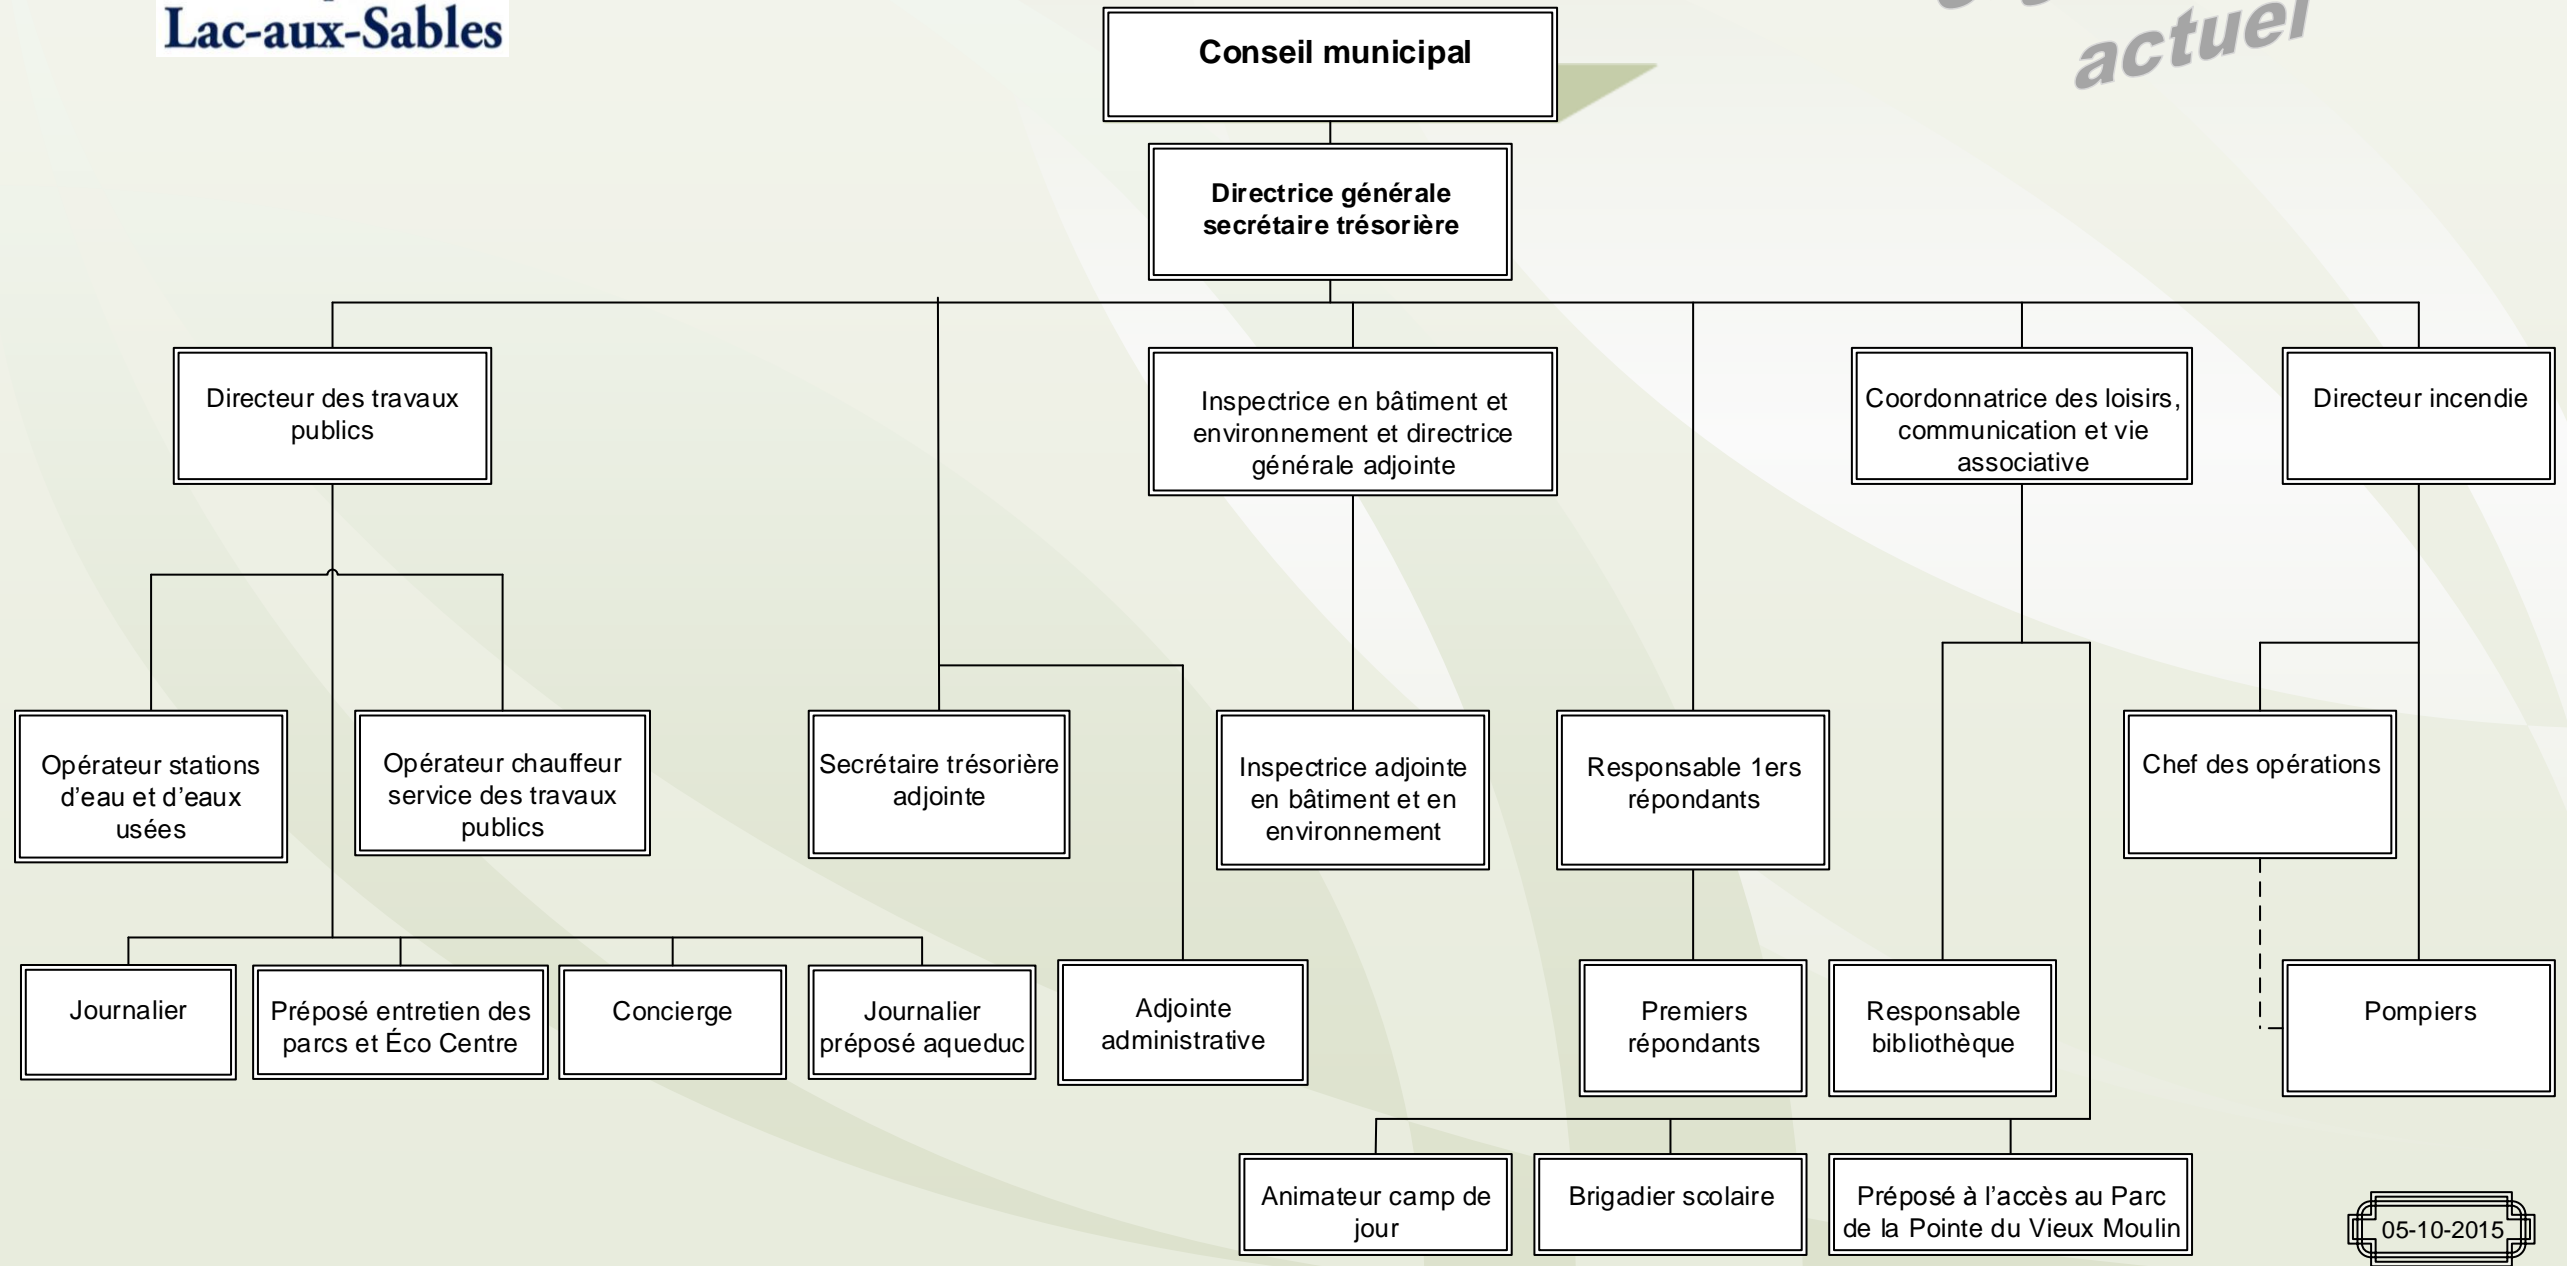 Lac-aux-Sables
actuel
Conseil municipal
Directrice générale
secrétaire trésorière
Directeur des travaux
publics
Inspectrice en bâtiment et
environnement et directrice
générale adjointe
Coordonnatrice des loisirs,
communication et vie
associative
Directeur incendie
Opérateur stations
d'eau et d'eaux
usées
Opérateur chauffeur
service des travaux
publics
Secrétaire trésorière
adjointe
Inspectrice adjointe
en bâtiment et en
environnement
Responsable 1ers
répondants
Chef des opérations
Journalier
Préposé entretien des
parcs et Éco Centre
Concierge
Journalier
préposé aqueduc
Adjointe
administrative
Premiers
répondants
Responsable
bibliothèque
Pompiers
Animateur camp de
jour
Brigadier scolaire
Préposé à l'accès au Parc
de la Pointe du Vieux Moulin
05-10-2015